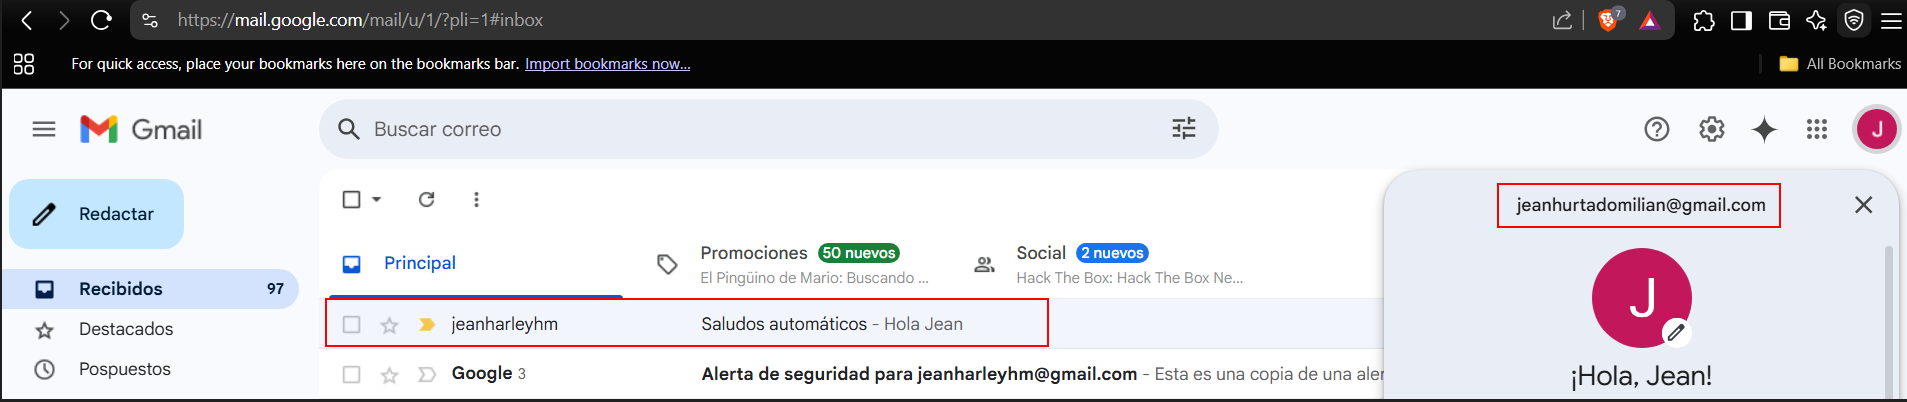 https://mail.google.com/mail/u/1/?pli=1#inbox
7
For quick access, place your bookmarks here on the bookmarks bar. Import bookmarks now...
All Bookmarks
Gmail
Buscar correo
J
Redactar
jeanhurtadomilian@gmail.com
Principal
Promociones 50 nuevos
El Pingüino de Mario: Buscando ...
Social 2 nuevos
Hack The Box: Hack The Box Ne...
Recibidos 97
jeanharleyhm Saludos automáticos - Hola Jean
J
Destacados
Pospuestos
Google 3 Alerta de seguridad para jeanharleyhm@gmail.com - Esta es una copia de una aler
¡Hola, Jean!